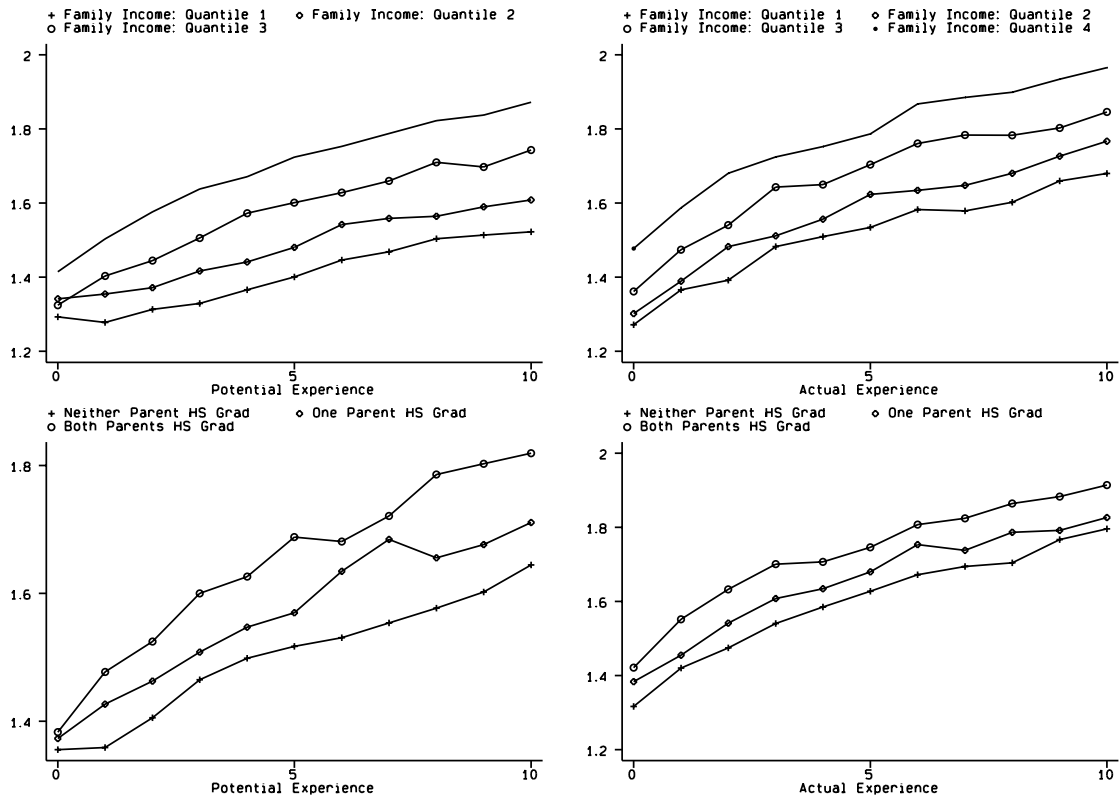 + Family Income: Quantile 1 ◇ Family Income: Quantile 2
○ Family Income: Quantile 3
2
1.8
1.6
1.4
1.2
0 5 10
Potential Experience
+ Family Income: Quantile 1 ◇ Family Income: Quantile 2
○ Family Income: Quantile 3 • Family Income: Quantile 4
2
1.8
1.6
1.4
1.2
0 5 10
Actual Experience
+ Neither Parent HS Grad ◇ One Parent HS Grad
○ Both Parents HS Grad
1.8
1.6
1.4
0 5 10
Potential Experience
+ Neither Parent HS Grad ◇ One Parent HS Grad
○ Both Parents HS Grad
2
1.8
1.6
1.4
1.2
0 5 10
Actual Experience